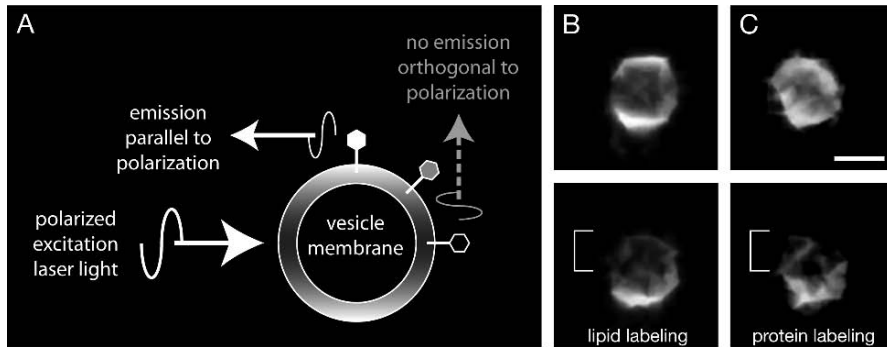 A
no emission
orthogonal to
polarization
emission
parallel to
polarization
polarized
excitation
laser light
vesicle
membrane
B
C
lipid labeling
protein labeling